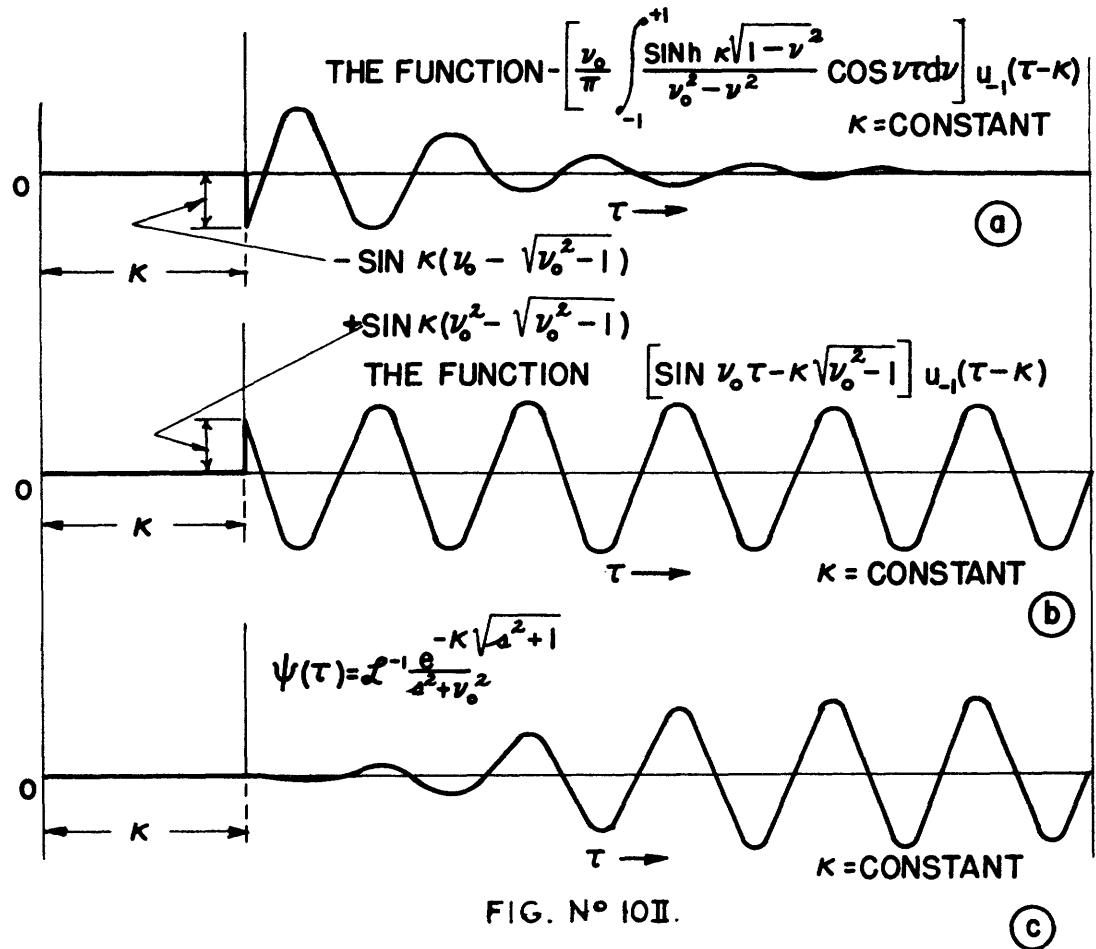 THE FUNCTION - [ν₀/π ∫₋₁⁺¹ SINh κ√(1-ν²) / (ν₀²-ν²) COS ντdν] u₋₁(τ-κ)
κ = CONSTANT
0
τ →
a
κ
- SIN κ(ν₀ - √(ν₀²-1))
+SIN κ(ν₀² - √(ν₀²-1))
THE FUNCTION [SIN ν₀τ-κ√(ν₀²-1)] u₋₁(τ-κ)
0
κ
τ →
κ = CONSTANT
b
ψ(τ)=ℒ⁻¹ e^(-κ√(s²+1)) / (s²+ν₀²)
0
κ
τ →
κ = CONSTANT
FIG. Nº 10II.
c